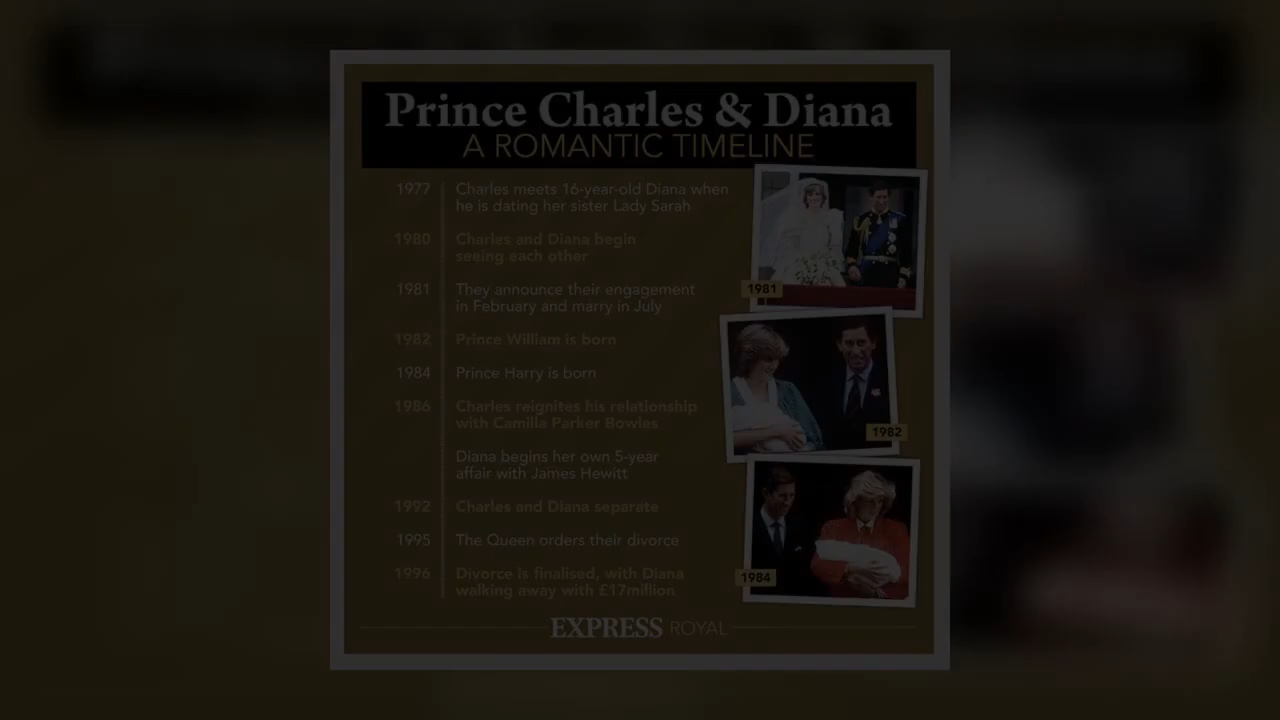 Prince Charles & Diana
A ROMANTIC TIMELINE
1977 Charles meets 16-year-old Diana when
he is dating her sister Lady Sarah
1980 Charles and Diana begin
seeing each other
1981 They announce their engagement
in February and marry in July
1982 Prince William is born
1984 Prince Harry is born
1986 Charles reignites his relationship
with Camilla Parker Bowles
Diana begins her own 5-year
affair with James Hewitt
1992 Charles and Diana separate
1995 The Queen orders their divorce
1996 Divorce is finalised, with Diana
walking away with £17million
1981
1982
1984
EXPRESS ROYAL